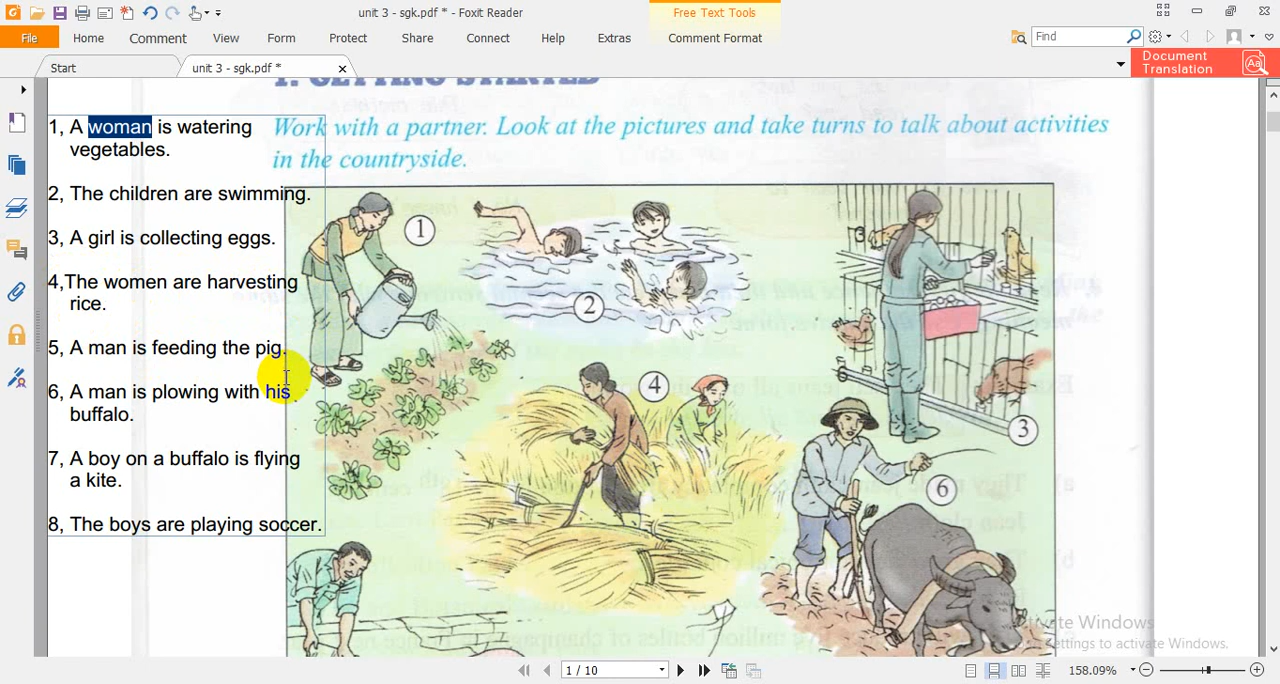 unit 3 - sgk.pdf * - Foxit Reader
Free Text Tools
File
Home
Comment
View
Form
Protect
Share
Connect
Help
Extras
Comment Format
Find
Start
unit 3 - sgk.pdf *
Document
Translation
1. GETTING STARTED
Work with a partner. Look at the pictures and take turns to talk about activities
in the countryside.
1, A woman is watering
vegetables.
2, The children are swimming.
3, A girl is collecting eggs.
4,The women are harvesting
rice.
5, A man is feeding the pig.
6, A man is plowing with his
buffalo.
7, A boy on a buffalo is flying
a kite.
8, The boys are playing soccer.
1
2
3
4
6
Activate Windows
Settings to activate Windows.
1 / 10
158.09%